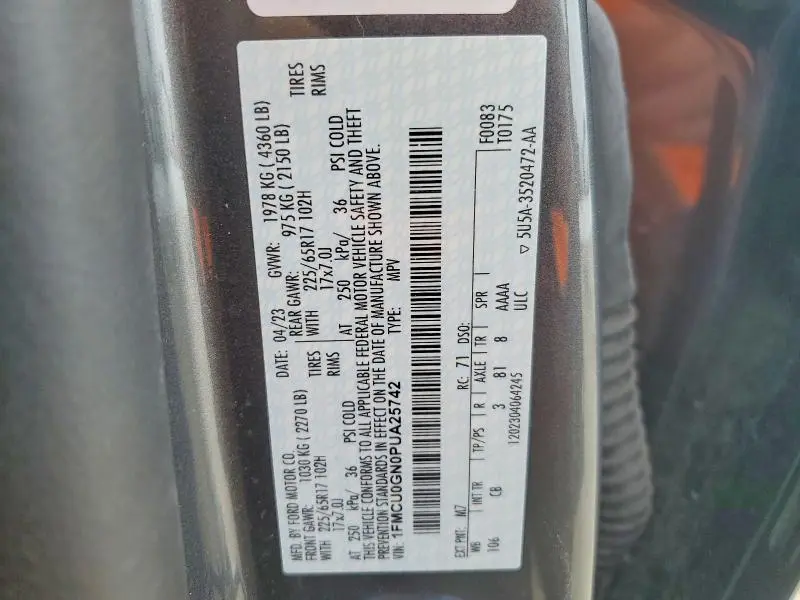 MFD. BY FORD MOTOR CO.
DATE: 04/23 GVWR: 1978 KG ( 4360 LB)
FRONT GAWR: 1030 KG ( 2270 LB)
REAR GAWR: 975 KG ( 2150 LB)
WITH 225/65R17 102H TIRES
WITH 225/65R17 102H TIRES
17x7.0J RIMS
17x7.0J RIMS
AT 250 kPa/ 36 PSI COLD
AT 250 kPa/ 36 PSI COLD
THIS VEHICLE CONFORMS TO ALL APPLICABLE FEDERAL MOTOR VEHICLE SAFETY AND THEFT
PREVENTION STANDARDS IN EFFECT ON THE DATE OF MANUFACTURE SHOWN ABOVE.
VIN: 1FMCU0GN0PUA25742
TYPE: MPV
F0083
T0175
EXT PNT: M7 RC: 71 DSO:
WB INT TR TP/PS R AXLE TR SPR
106 CB 3 81 8 AAAA
ULC
1202304064245
▽ 5U5A-3520472-AA